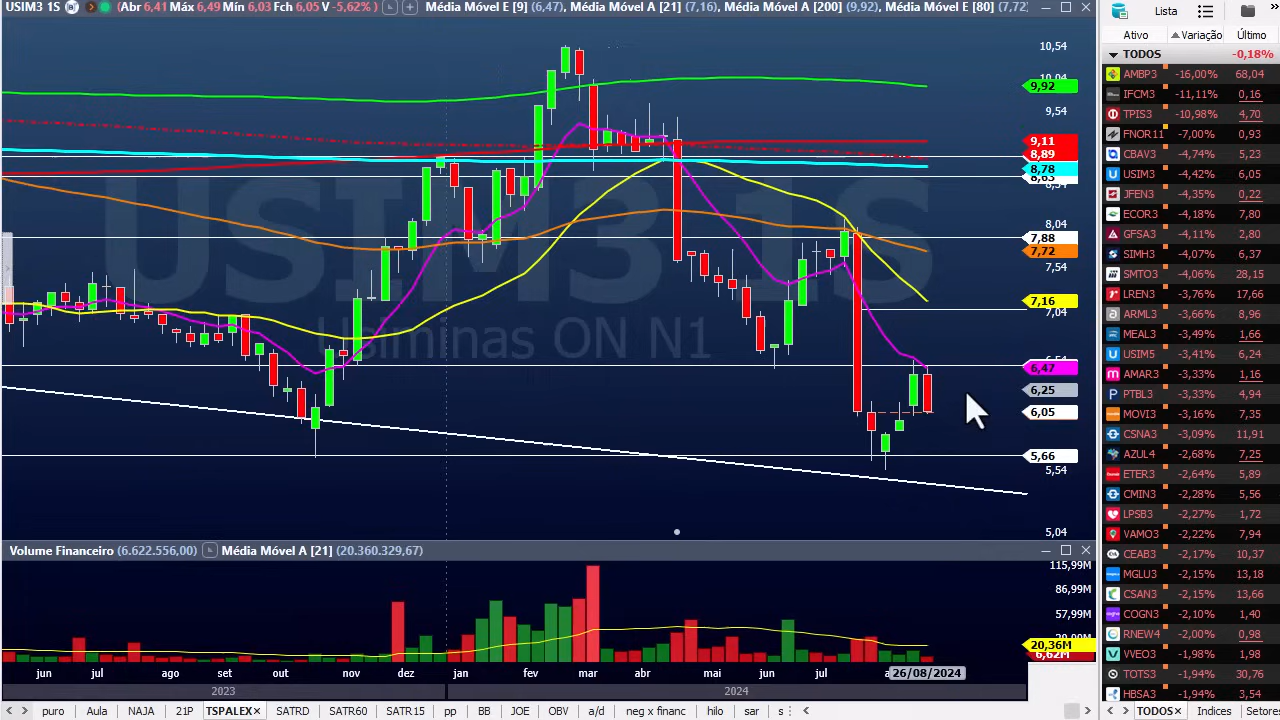 USIM3 1S (Abr 6,41 Máx 6,49 Mín 6,03 Fch 6,05 V -5,62%) Média Móvel E [9] (6,47), Média Móvel A [21] (7,16), Média Móvel A [200] (9,92), Média Móvel E [80] (7,72)
USIM3 1S
Usiminas ON 1
10,54
10,04
9,92
9,54
9,11
8,89
8,78
8,63
8,54
8,04
7,88
7,72
7,54
7,16
7,04
6,54
6,47
6,25
6,05
5,66
5,54
5,04
Volume Financeiro (6.622.556,00) Média Móvel A [21] (20.360.329,67)
115,99M
86,99M
57,99M
20,36M
6,62M
jun jul ago set out nov dez jan fev mar abr mai jun jul 26/08/2024
2023 2024
puro Aula NAJA 21P TSPALEX SATRD SATR60 SATR15 pp BB JOE OBV a/d neg x financ hilo sar s
Lista
Ativo Variação Último
TODOS -0,18%
AMBP3 -16,00% 68,04
IFCM3 -11,11% 0,16
TPIS3 -10,98% 4,70
FNOR11 -7,00% 0,93
CBAV3 -4,74% 5,23
USIM3 -4,42% 6,05
JFEN3 -4,35% 0,22
ECOR3 -4,18% 7,80
GFSA3 -4,11% 2,80
SIMH3 -4,07% 6,37
SMTO3 -4,06% 28,15
LREN3 -3,76% 17,66
ARML3 -3,66% 8,96
MEAL3 -3,49% 1,66
USIM5 -3,41% 6,24
AMAR3 -3,33% 1,16
PTBL3 -3,33% 4,94
MOVI3 -3,16% 7,35
CSNA3 -3,09% 11,91
AZUL4 -2,68% 7,25
ETER3 -2,64% 5,89
CMIN3 -2,28% 5,56
LPSB3 -2,27% 1,72
VAMO3 -2,22% 7,94
CEAB3 -2,17% 10,37
MGLU3 -2,15% 13,18
CSAN3 -2,15% 13,66
COGN3 -2,10% 1,40
RNEW4 -2,00% 0,98
VVEO3 -1,98% 1,98
TOTS3 -1,94% 30,76
HBSA3 -1,94% 3,54
TODOS Indices Setores